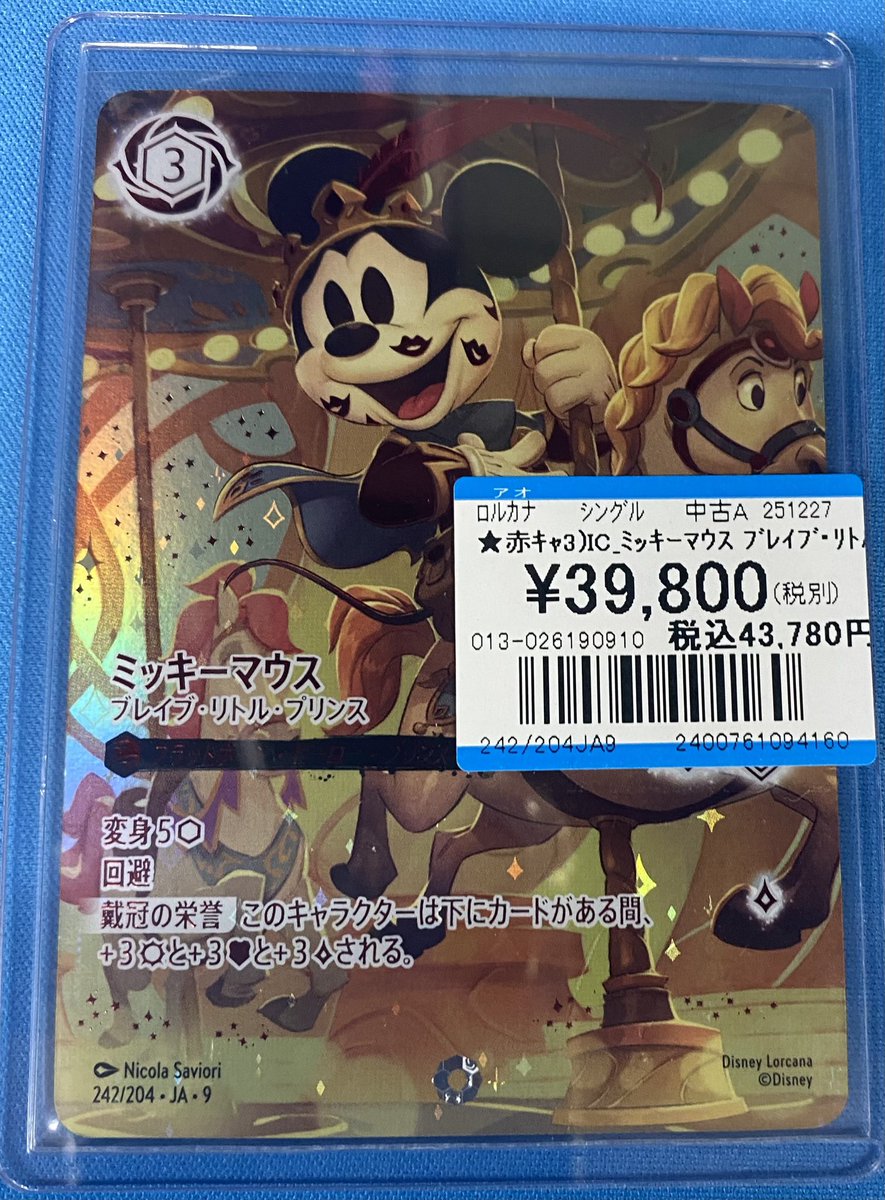 3
アオ
ロルカナ シングル 中古A 251227
★赤キャ3)IC_ミッキーマウス ブレイブ・リト
¥39,800(税別)
013-026190910 税込43,780円
242/204JA9 2400761094160
ミッキーマウス
ブレイブ・リトル・プリンス
変身 5
回避
戴冠の栄誉 このキャラクターは下にカードがある間、
+3と+3と+3される。
Nicola Saviori
242/204・JA・9
Disney Lorcana
©Disney